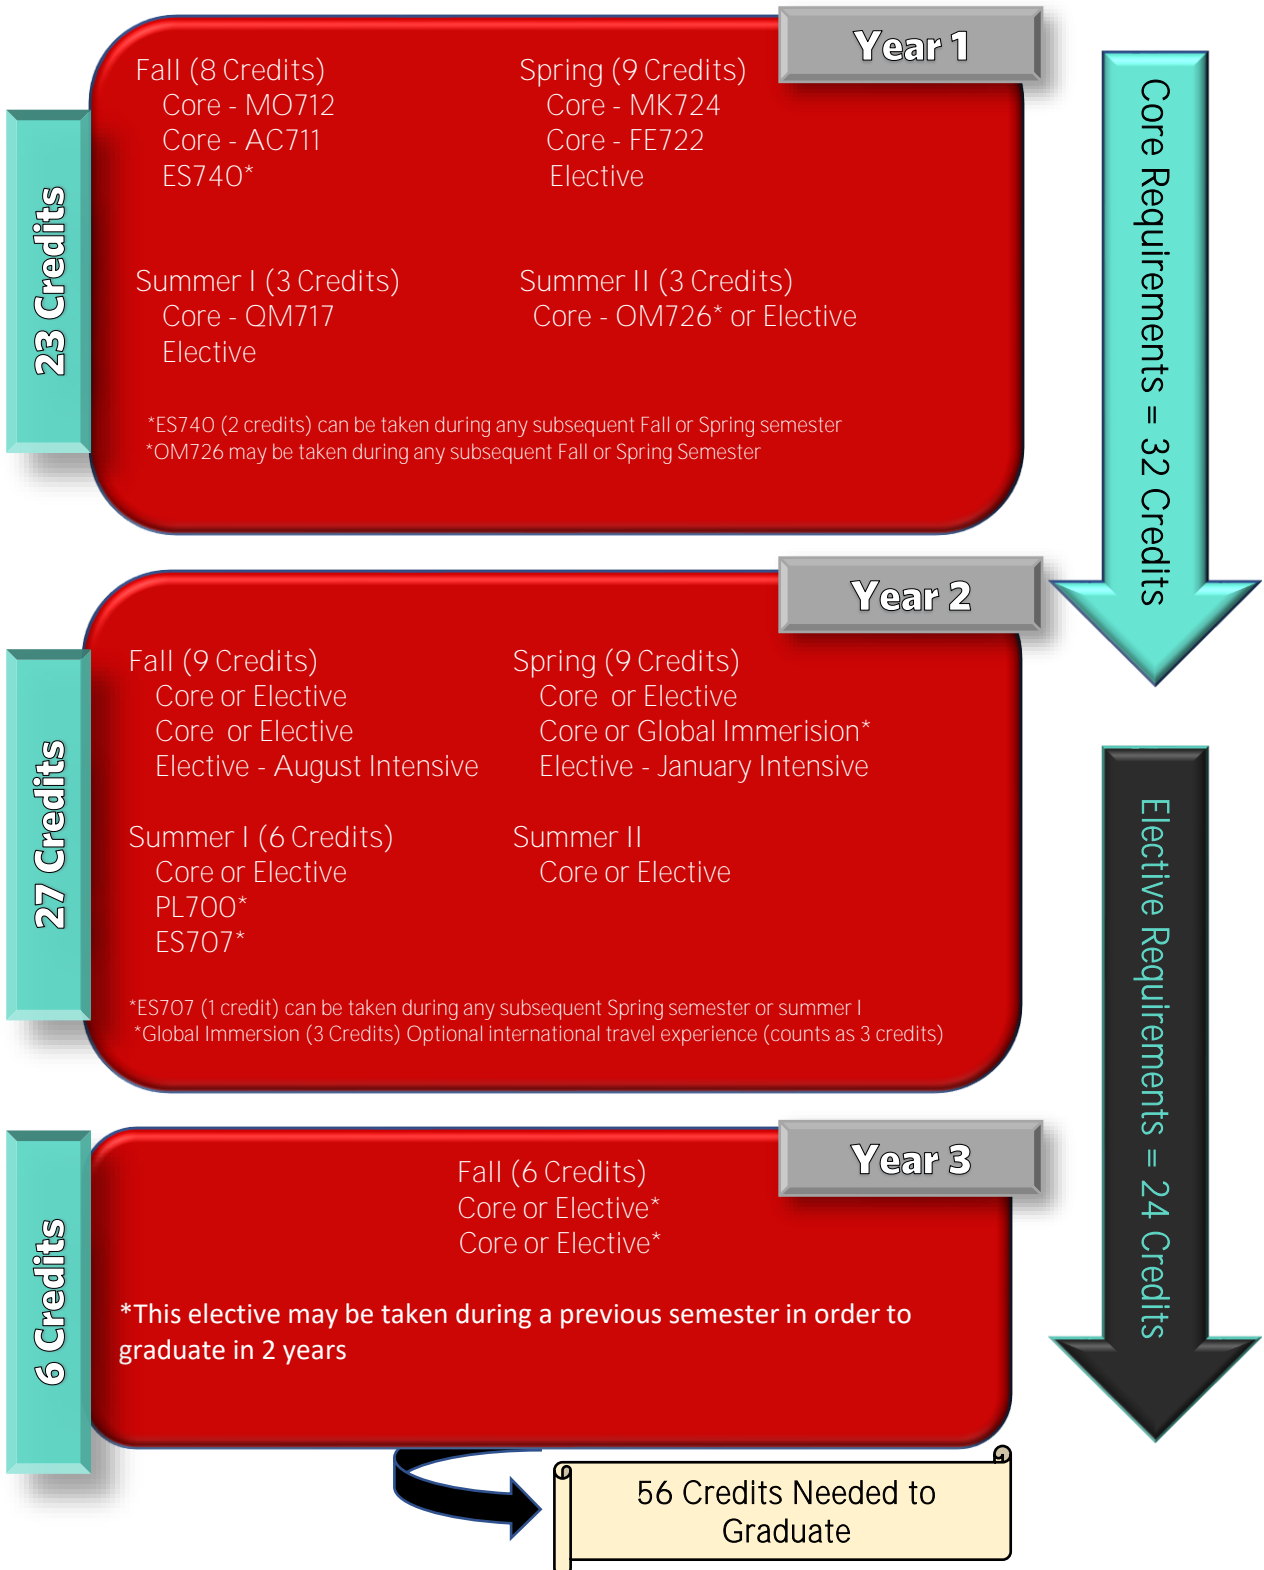 Year 1
23 Credits
Fall (8 Credits)
Core - MO712
Core - AC711
ES740*
Spring (9 Credits)
Core - MK724
Core - FE722
Elective
Summer I (3 Credits)
Core - QM717
Elective
Summer II (3 Credits)
Core - OM726* or Elective
*ES740 (2 credits) can be taken during any subsequent Fall or Spring semester
*OM726 may be taken during any subsequent Fall or Spring Semester
Core Requirements = 32 Credits
Year 2
27 Credits
Fall (9 Credits)
Core or Elective
Core or Elective
Elective - August Intensive
Spring (9 Credits)
Core or Elective
Core or Global Immerision*
Elective - January Intensive
Summer I (6 Credits)
Core or Elective
PL700*
ES707*
Summer II
Core or Elective
*ES707 (1 credit) can be taken during any subsequent Spring semester or summer I
*Global Immersion (3 Credits) Optional international travel experience (counts as 3 credits)
Elective Requirements = 24 Credits
Year 3
6 Credits
Fall (6 Credits)
Core or Elective*
Core or Elective*
*This elective may be taken during a previous semester in order to
graduate in 2 years
56 Credits Needed to
Graduate